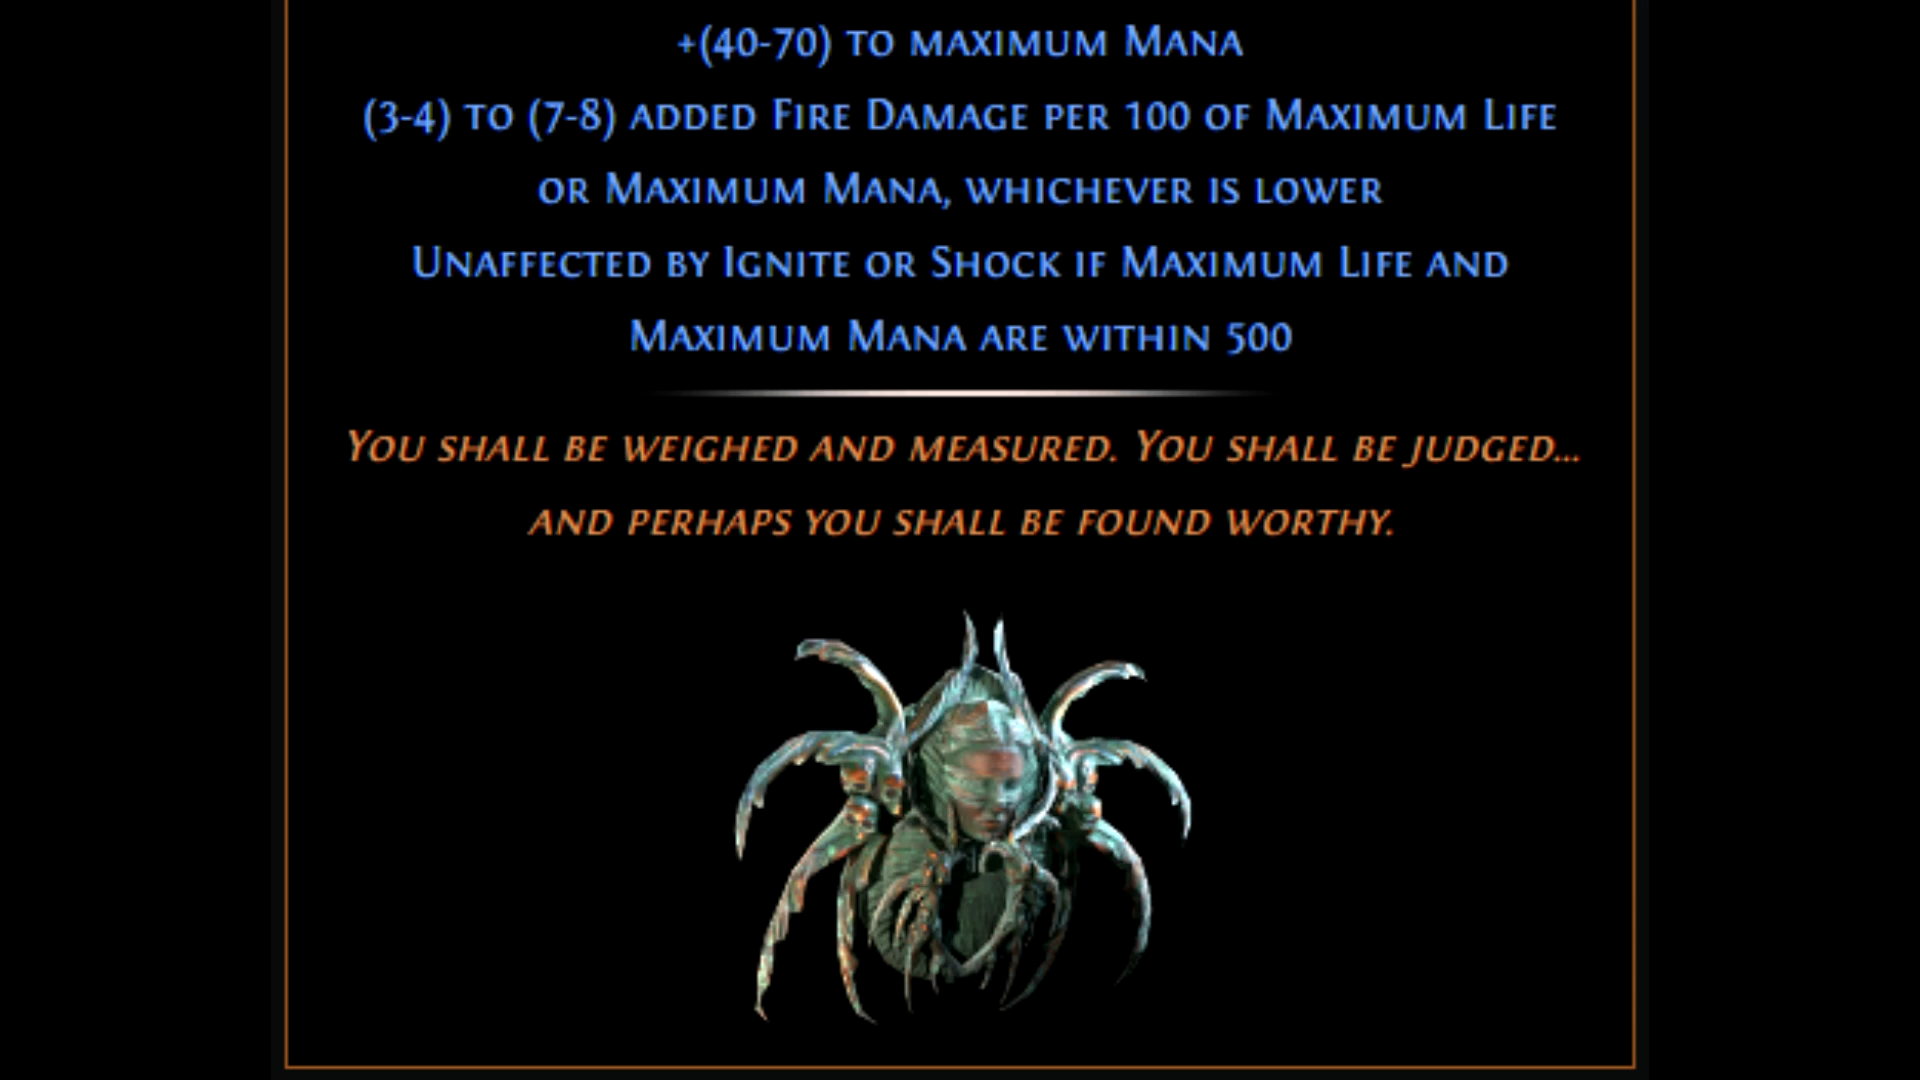 +(40-70) to maximum Mana
(3-4) to (7-8) added Fire Damage per 100 of Maximum Life
or Maximum Mana, whichever is lower
Unaffected by Ignite or Shock if Maximum Life and
Maximum Mana are within 500
You shall be weighed and measured. You shall be judged...
and perhaps you shall be found worthy.